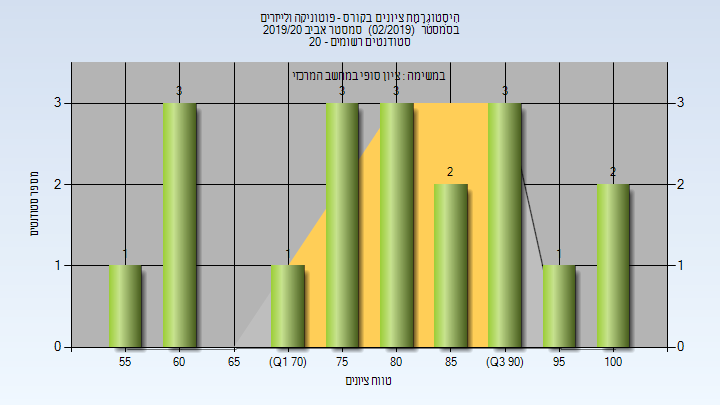 היסטוגרמת ציונים בקורס - פוטוניקה ולייזרים
בסמסטר (02/2019) סמסטר אביב 2019/20
סטודנטים רשומים - 20
במשימה : ציון סופי במחשב המרכזי
3 3 3 3 3 3 3
2 2 2 2
1 1 1 1 1
0 0
מספר סטודנטים
55 60 65 (Q1 70) 75 80 85 (Q3 90) 95 100
טווח ציונים